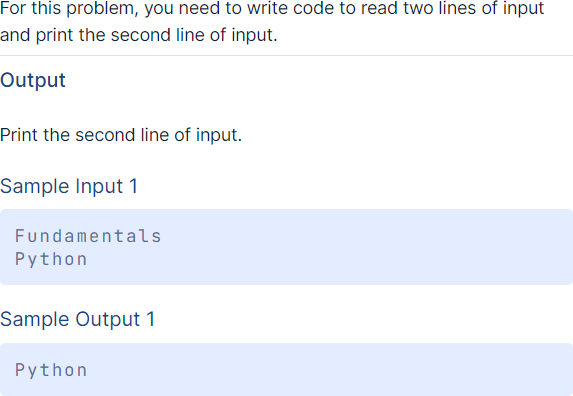 For this problem, you need to write code to read two lines of input
and print the second line of input.
Output
Print the second line of input.
Sample Input 1
Fundamentals
Python
Sample Output 1
Python